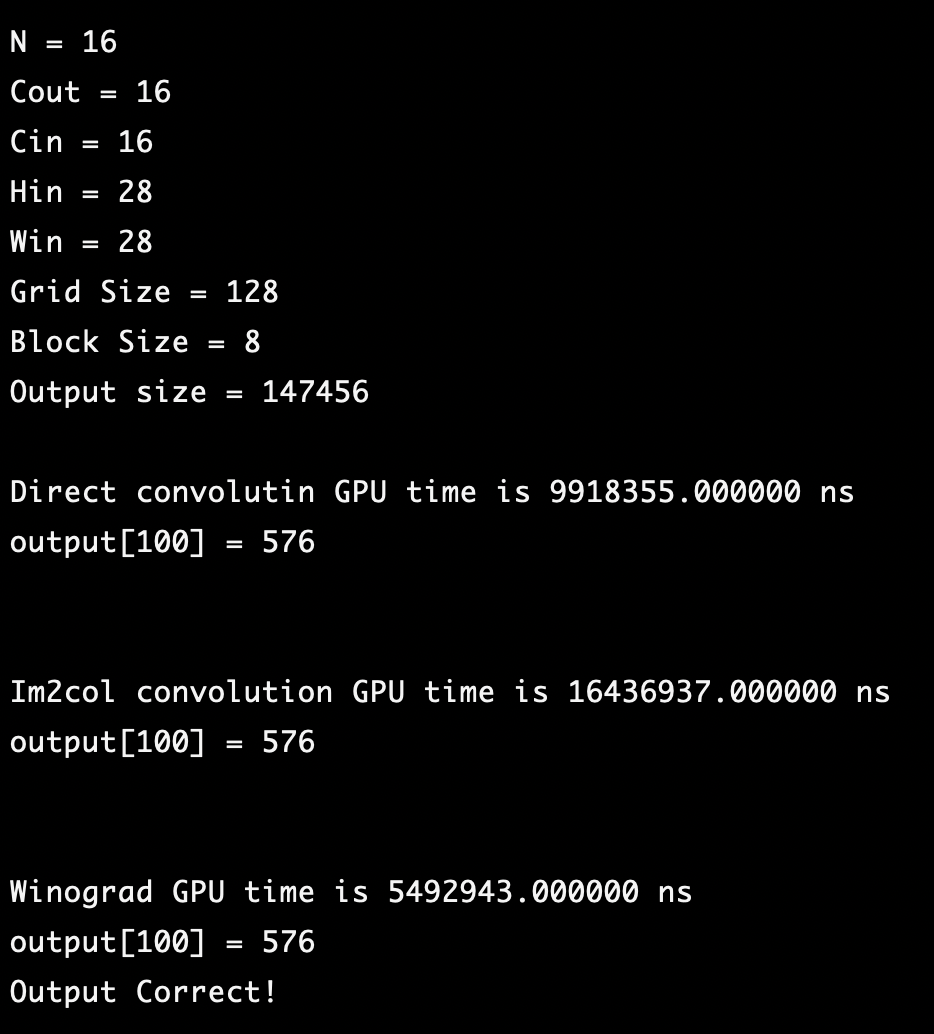 N = 16
Cout = 16
Cin = 16
Hin = 28
Win = 28
Grid Size = 128
Block Size = 8
Output size = 147456
Direct convolutin GPU time is 9918355.000000 ns
output[100] = 576
Im2col convolution GPU time is 16436937.000000 ns
output[100] = 576
Winograd GPU time is 5492943.000000 ns
output[100] = 576
Output Correct!